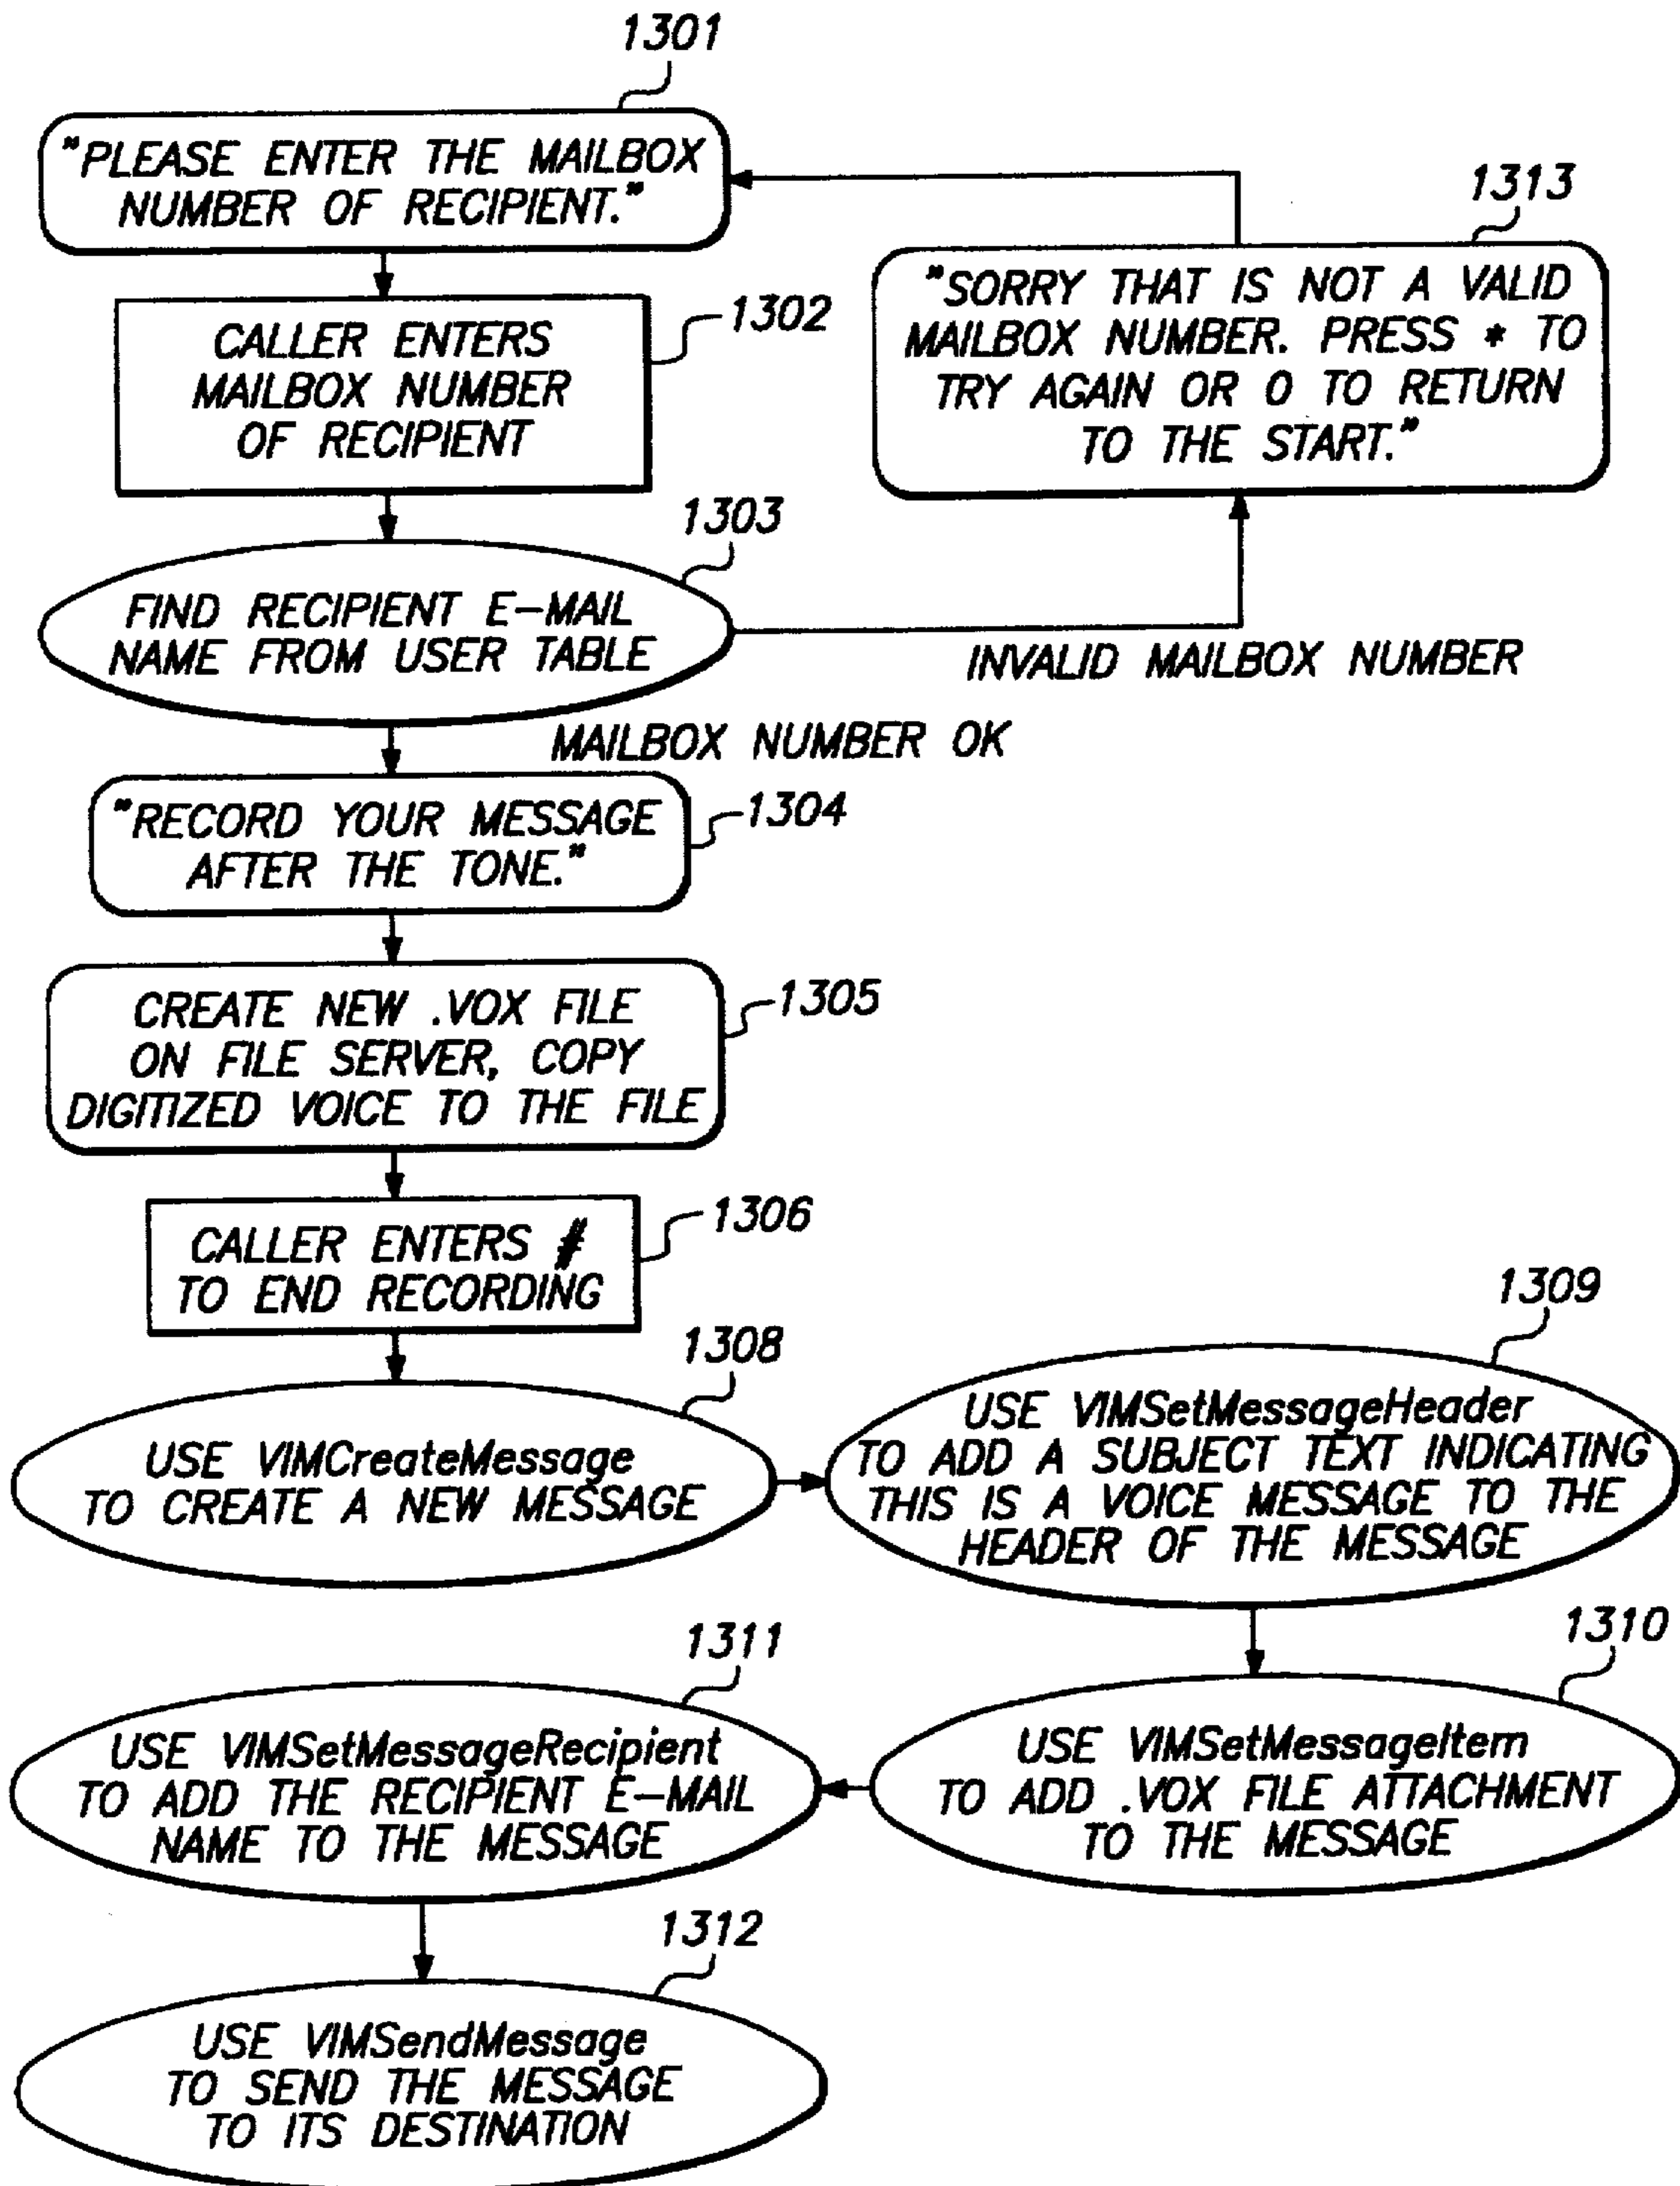 1301
"PLEASE ENTER THE MAILBOX
NUMBER OF RECIPIENT."
1313
"SORRY THAT IS NOT A VALID
MAILBOX NUMBER. PRESS * TO
TRY AGAIN OR 0 TO RETURN
TO THE START."
1302
CALLER ENTERS
MAILBOX NUMBER
OF RECIPIENT
1303
FIND RECIPIENT E-MAIL
NAME FROM USER TABLE
INVALID MAILBOX NUMBER
MAILBOX NUMBER OK
"RECORD YOUR MESSAGE
AFTER THE TONE."
1304
CREATE NEW .VOX FILE
ON FILE SERVER, COPY
DIGITIZED VOICE TO THE FILE
1305
CALLER ENTERS #
TO END RECORDING
1306
1308
USE VIMCreateMessage
TO CREATE A NEW MESSAGE
1309
USE VIMSetMessageHeader
TO ADD A SUBJECT TEXT INDICATING
THIS IS A VOICE MESSAGE TO THE
HEADER OF THE MESSAGE
1310
USE VIMSetMessageItem
TO ADD .VOX FILE ATTACHMENT
TO THE MESSAGE
1311
USE VIMSetMessageRecipient
TO ADD THE RECIPIENT E-MAIL
NAME TO THE MESSAGE
1312
USE VIMSendMessage
TO SEND THE MESSAGE
TO ITS DESTINATION